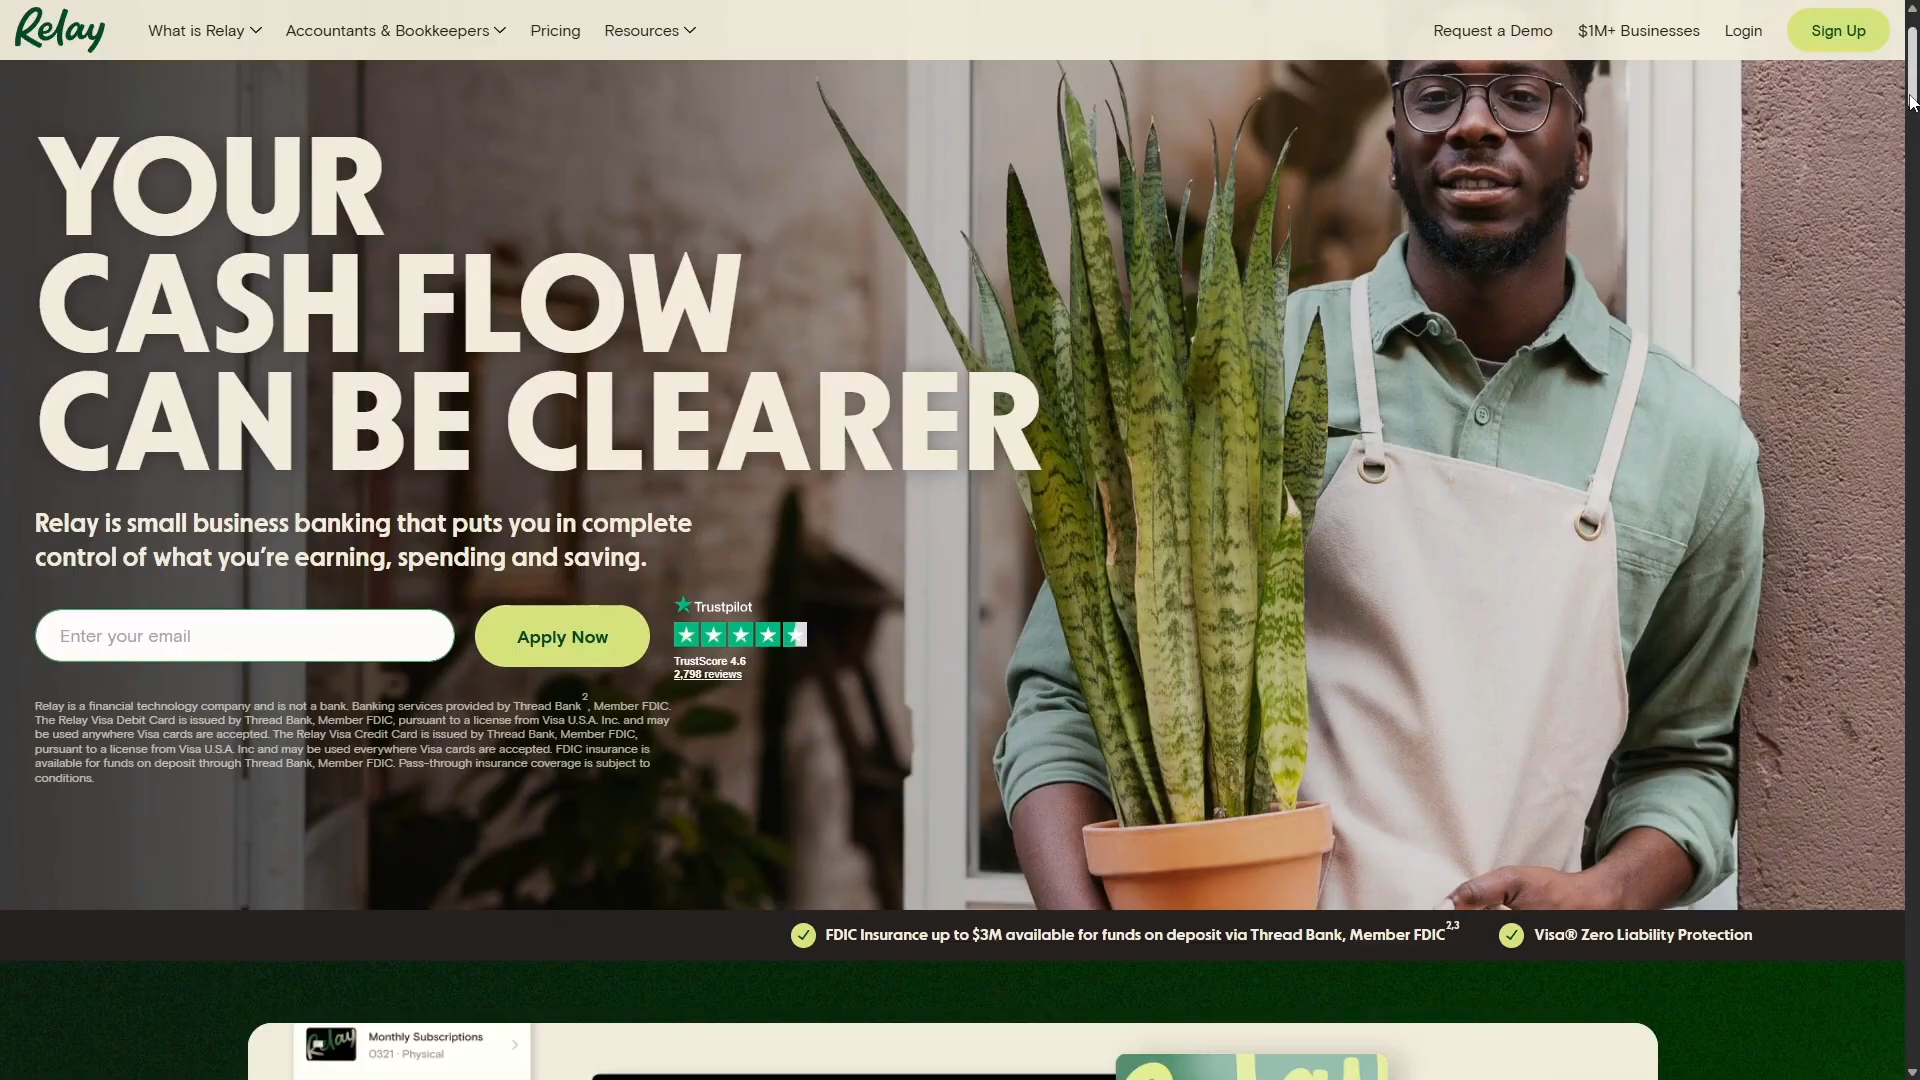 Relay
What is Relay
Accountants & Bookkeepers
Pricing
Resources
Request a Demo
$1M+ Businesses
Login
Sign Up
YOUR
CASH FLOW
CAN BE CLEARER
Relay is small business banking that puts you in complete
control of what you’re earning, spending and saving.
Enter your email
Apply Now
Trustpilot
TrustScore 4.6
2,798 reviews
Relay is a financial technology company and is not a bank. Banking services provided by Thread Bank2, Member FDIC.
The Relay Visa Debit Card is issued by Thread Bank, Member FDIC, pursuant to a license from Visa U.S.A. Inc. and may
be used anywhere Visa cards are accepted. The Relay Visa Credit Card is issued by Thread Bank, Member FDIC,
pursuant to a license from Visa U.S.A. Inc and may be used everywhere Visa cards are accepted. FDIC insurance is
available for funds on deposit through Thread Bank, Member FDIC. Pass-through insurance coverage is subject to
conditions.
FDIC Insurance up to $3M available for funds on deposit via Thread Bank, Member FDIC2,3
Visa® Zero Liability Protection
Relay
Monthly Subscriptions
0321 · Physical